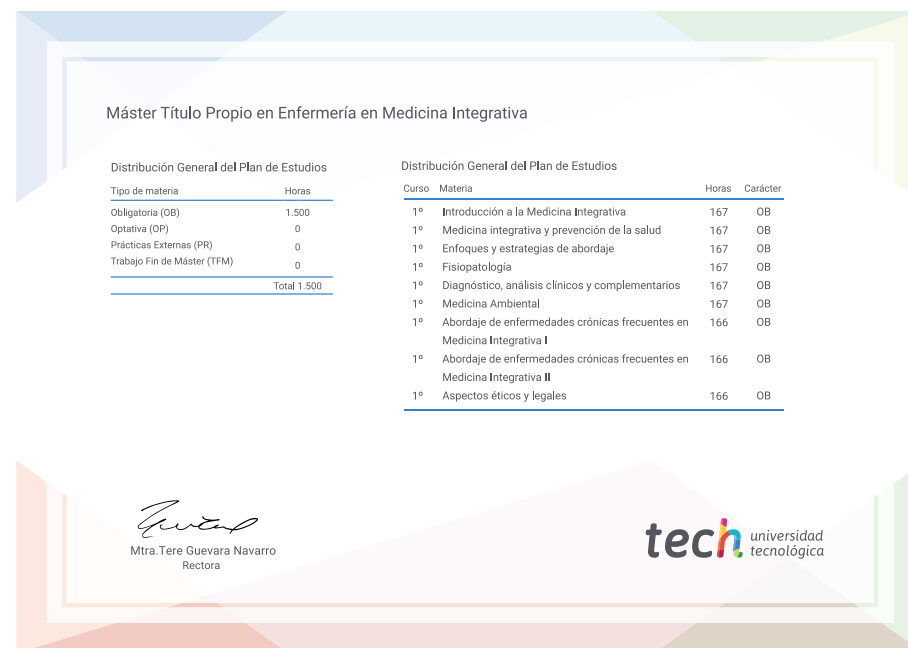 Máster Título Propio en Enfermería en Medicina Integrativa
Distribución General del Plan de Estudios
Tipo de materia Horas
Obligatoria (OB) 1.500
Optativa (OP) 0
Prácticas Externas (PR) 0
Trabajo Fin de Máster (TFM) 0
Total 1.500
Distribución General del Plan de Estudios
Curso Materia Horas Carácter
1º Introducción a la Medicina Integrativa 167 OB
1º Medicina integrativa y prevención de la salud 167 OB
1º Enfoques y estrategias de abordaje 167 OB
1º Fisiopatología 167 OB
1º Diagnóstico, análisis clínicos y complementarios 167 OB
1º Medicina Ambiental 167 OB
1º Abordaje de enfermedades crónicas frecuentes en 166 OB
Medicina Integrativa I
1º Abordaje de enfermedades crónicas frecuentes en 166 OB
Medicina Integrativa II
1º Aspectos éticos y legales 166 OB
Mtra.Tere Guevara Navarro
Rectora
tech universidad
tecnológica